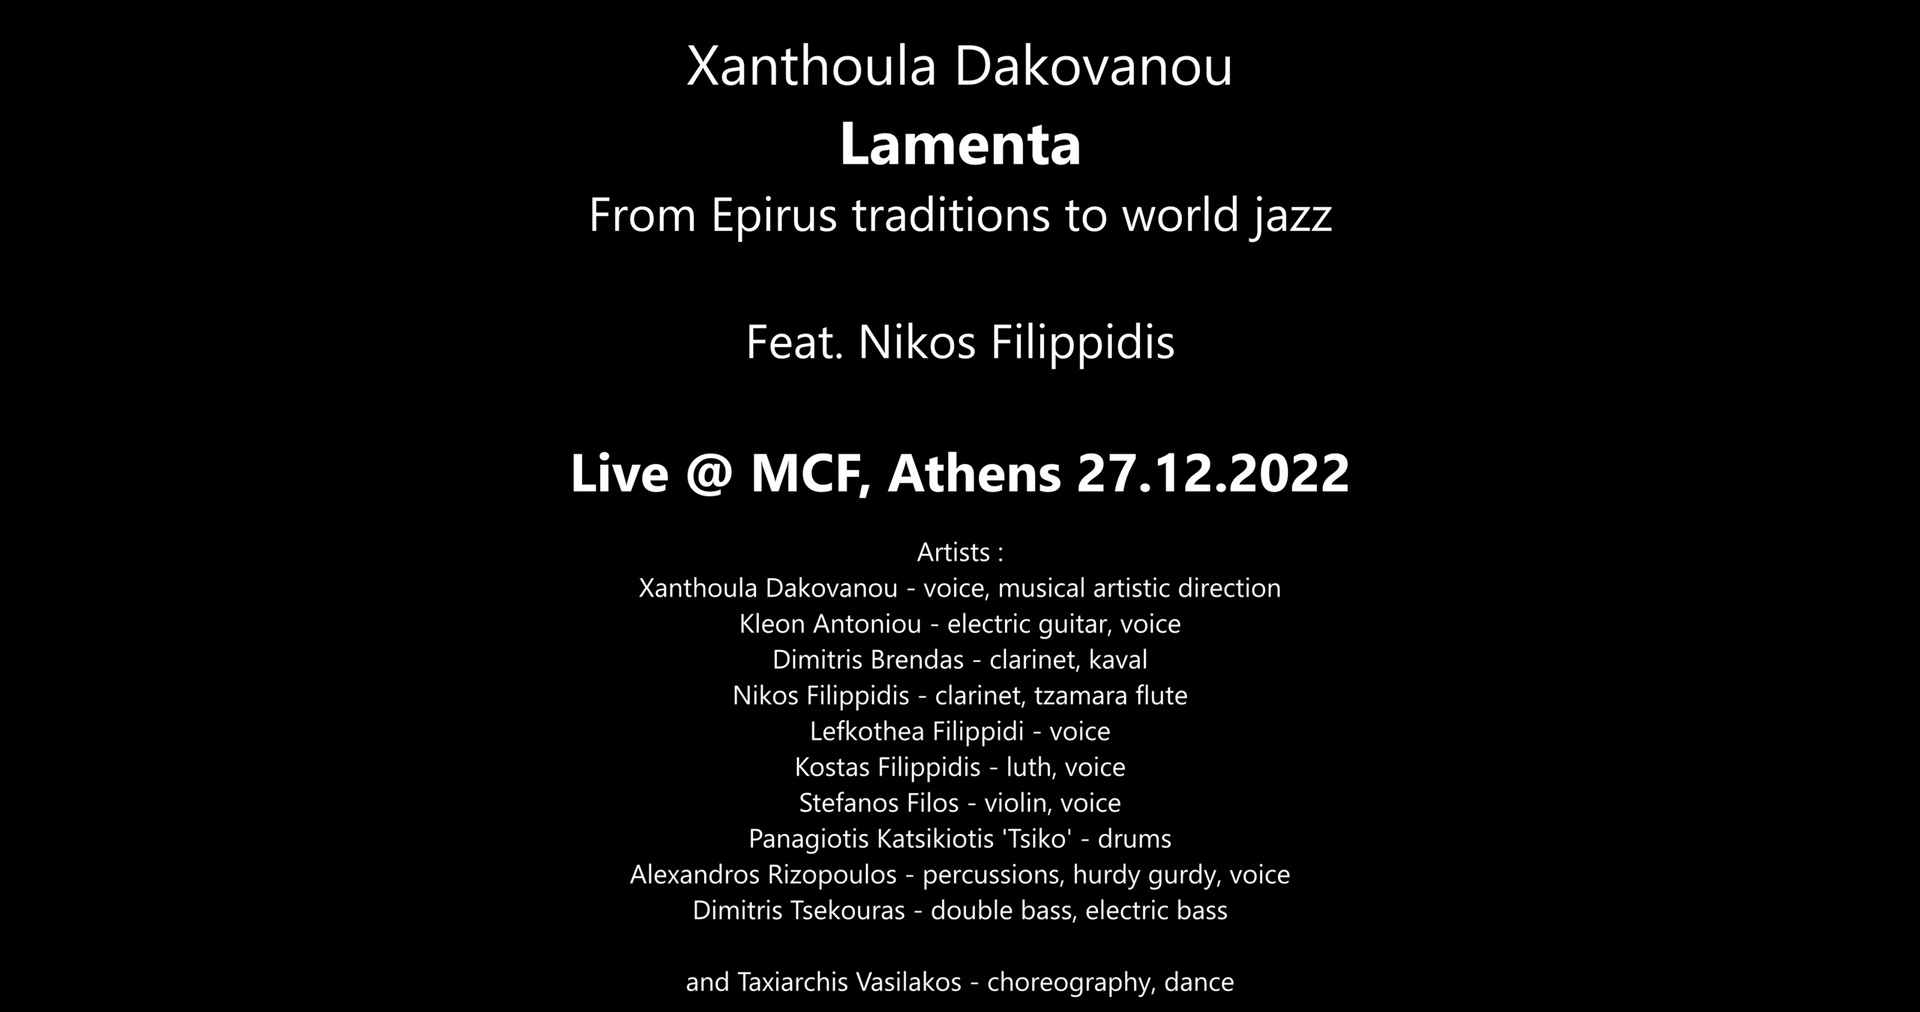 Xanthoula Dakovanou
Lamenta
From Epirus traditions to world jazz
Feat. Nikos Filippidis
Live @ MCF, Athens 27.12.2022
Artists :
Xanthoula Dakovanou - voice, musical artistic direction
Kleon Antoniou - electric guitar, voice
Dimitris Brendas - clarinet, kaval
Nikos Filippidis - clarinet, tzamara flute
Lefkothea Filippidi - voice
Kostas Filippidis - luth, voice
Stefanos Filos - violin, voice
Panagiotis Katsikiotis 'Tsiko' - drums
Alexandros Rizopoulos - percussions, hurdy gurdy, voice
Dimitris Tsekouras - double bass, electric bass
and Taxiarchis Vasilakos - choreography, dance